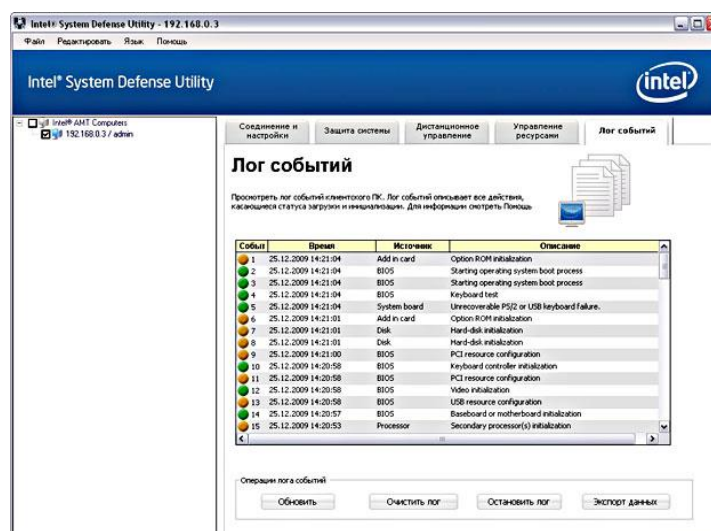 Intel® System Defense Utility - 192.168.0.3
Файл Редактировать Язык Помощь
Intel® System Defense Utility
intel
Intel® AMT Computers
192.168.0.3 / admin
Соединение и настройки Защита системы Дистанционное управление Управление ресурсами Лог событий
Лог событий
Просмотреть лог событий клиентского ПК. Лог событий описывает все действия,
касающиеся статуса загрузки и инициализации. Для информации смотреть Помощь
Событ Время Источник Описание
1 25.12.2009 14:21:04 Add in card Option ROM initialization
2 25.12.2009 14:21:04 BIOS Starting operating system boot process
3 25.12.2009 14:21:04 BIOS Starting operating system boot process
4 25.12.2009 14:21:04 BIOS Keyboard test
5 25.12.2009 14:21:04 System board Unrecoverable PS/2 or USB keyboard failure.
6 25.12.2009 14:21:01 Add in card Option ROM initialization
7 25.12.2009 14:21:01 Disk Hard-disk initialization
8 25.12.2009 14:21:01 Disk Hard-disk initialization
9 25.12.2009 14:21:00 BIOS PCI resource configuration
10 25.12.2009 14:20:58 BIOS Keyboard controller initialization
11 25.12.2009 14:20:58 BIOS PCI resource configuration
12 25.12.2009 14:20:58 BIOS Video initialization
13 25.12.2009 14:20:58 BIOS USB resource configuration
14 25.12.2009 14:20:57 BIOS Baseboard or motherboard initialization
15 25.12.2009 14:20:53 Processor Secondary processor(s) initialization
Операции лога событий
Обновить Очистить лог Остановить лог Экспорт данных